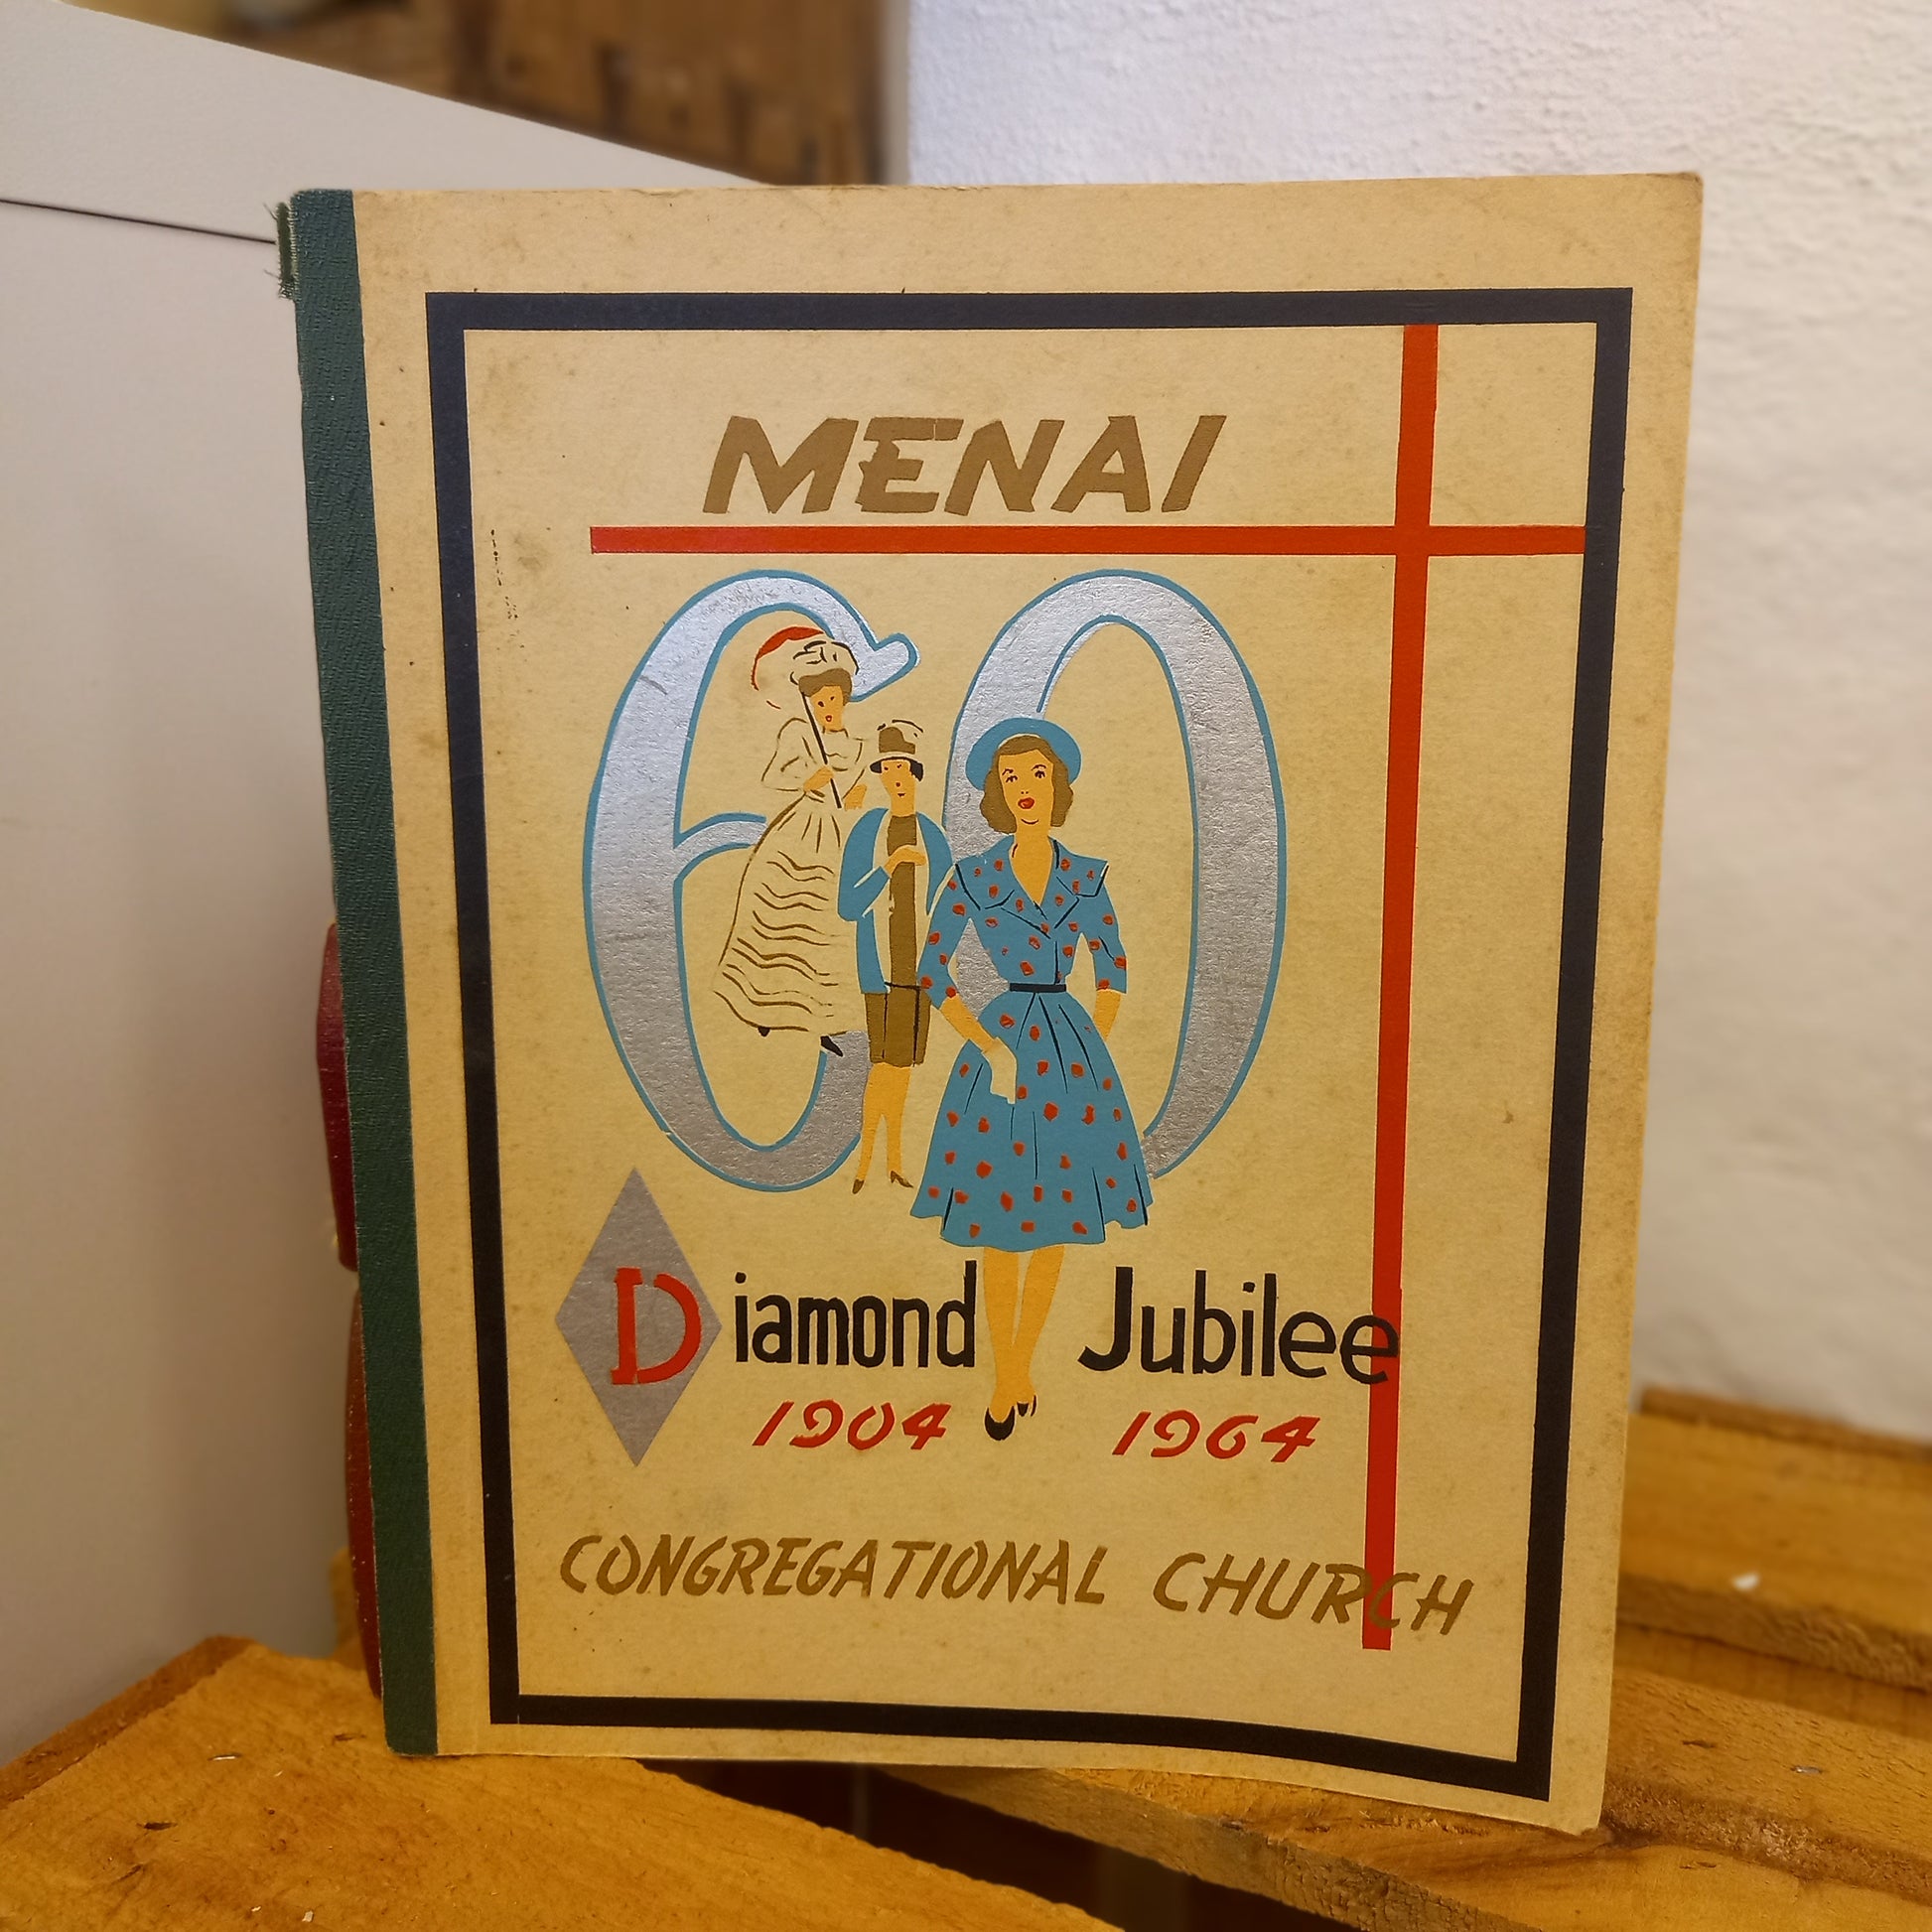 MENAI
60
Diamond Jubilee
1904 1964
CONGREGATIONAL CHURCH